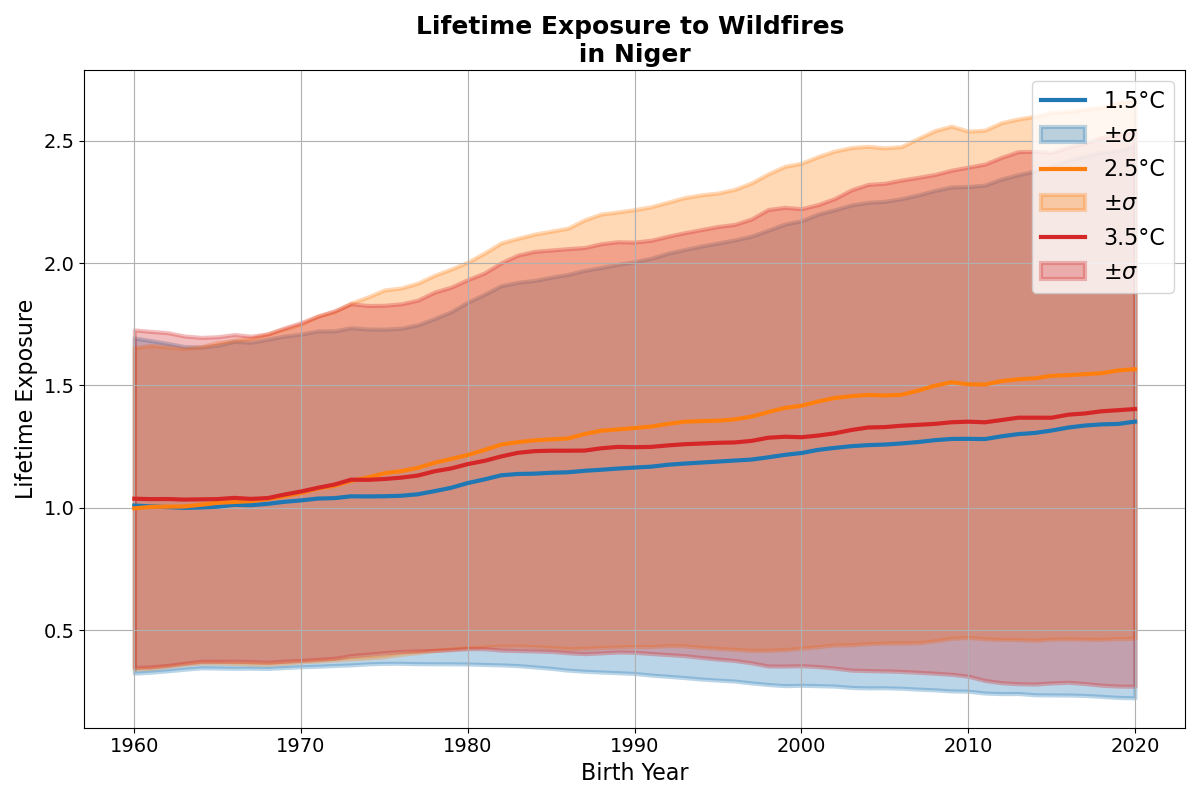 Lifetime Exposure to Wildfires
in Niger
Lifetime Exposure
2.5
2.0
1.5
1.0
0.5
1.5°C
±σ
2.5°C
±σ
3.5°C
±σ
1960
1970
1980
1990
2000
2010
2020
Birth Year